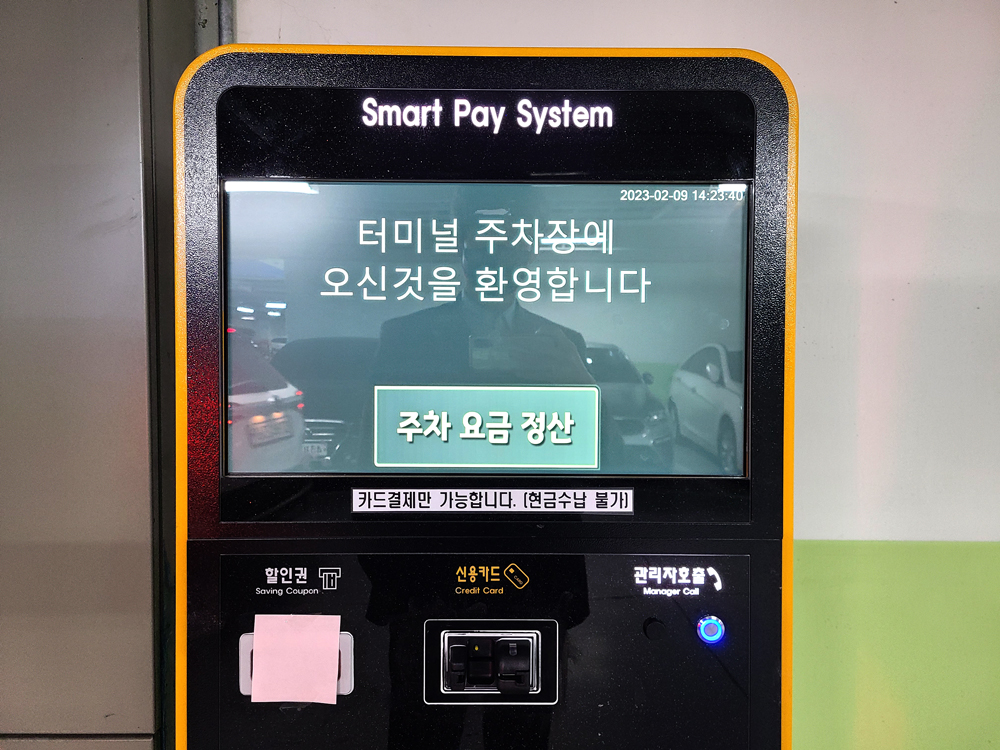 Smart Pay System
2023-02-09 14:23:40
터미널 주차장에
오신것을 환영합니다
주차 요금 정산
카드결제만 가능합니다. (현금수납 불가)
할인권
Saving Coupon
신용카드
Credit Card
관리자호출
Manager Call